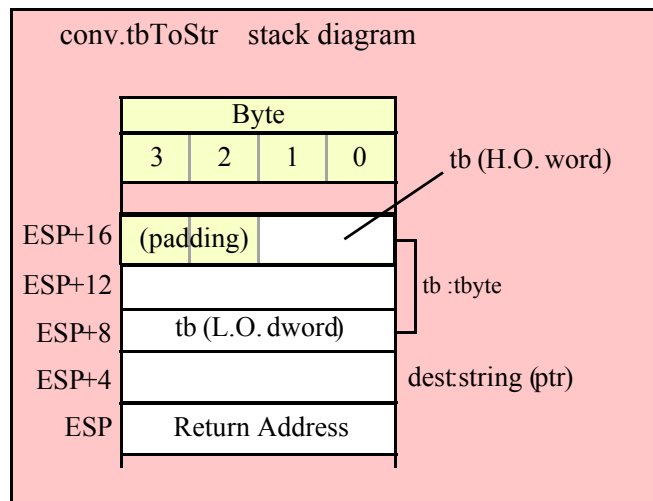 conv.tbToStr stack diagram
Byte
3 2 1 0
tb (H.O. word)
ESP+16 (padding)
ESP+12
tb :tbyte
ESP+8 tb (L.O. dword)
ESP+4 dest:string (ptr)
ESP Return Address